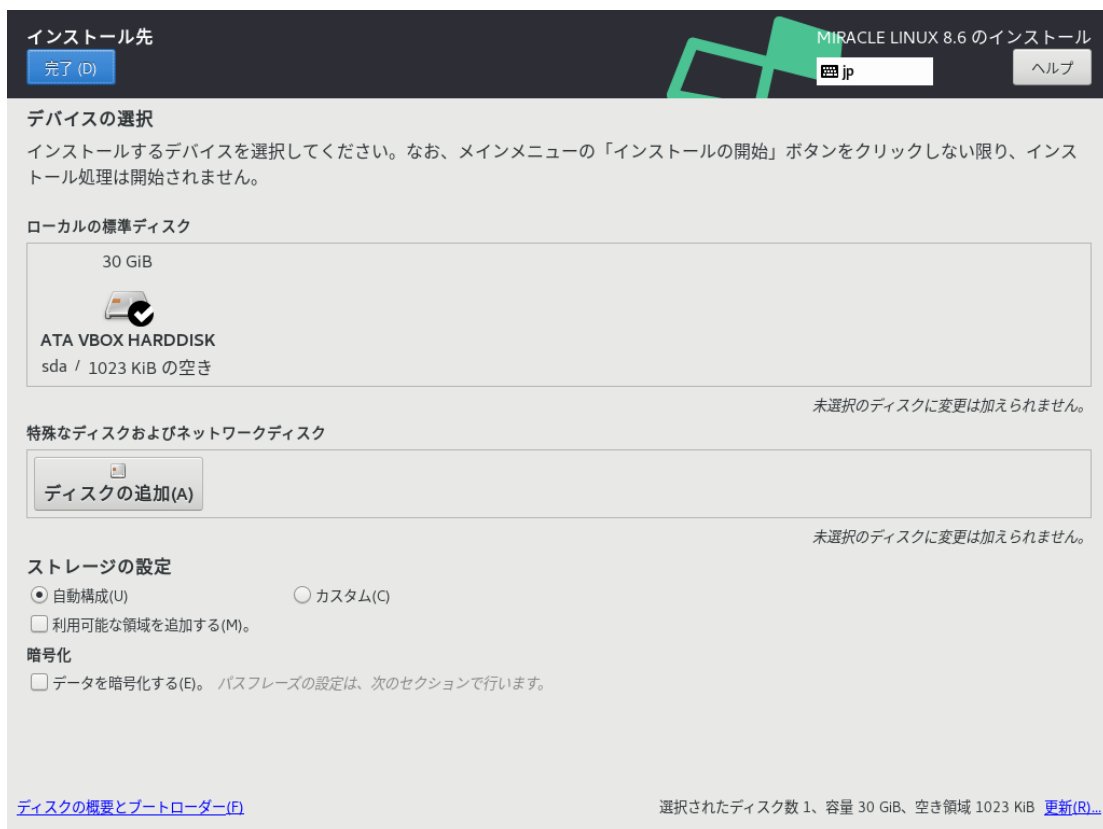 インストール先
MIRACLE LINUX 8.6 のインストール
完了 (D)
jp
ヘルプ
デバイスの選択
インストールするデバイスを選択してください。なお、メインメニューの「インストールの開始」ボタンをクリックしない限り、インス
トール処理は開始されません。
ローカルの標準ディスク
30 GiB
ATA VBOX HARDDISK
sda / 1023 KiB の空き
未選択のディスクに変更は加えられません。
特殊なディスクおよびネットワークディスク
ディスクの追加(A)
未選択のディスクに変更は加えられません。
ストレージの設定
自動構成(U) カスタム(C)
利用可能な領域を追加する(M)。
暗号化
データを暗号化する(E)。 パスフレーズの設定は、次のセクションで行います。
ディスクの概要とブートローダー(F) 選択されたディスク数 1、容量 30 GiB、空き領域 1023 KiB 更新(R)...